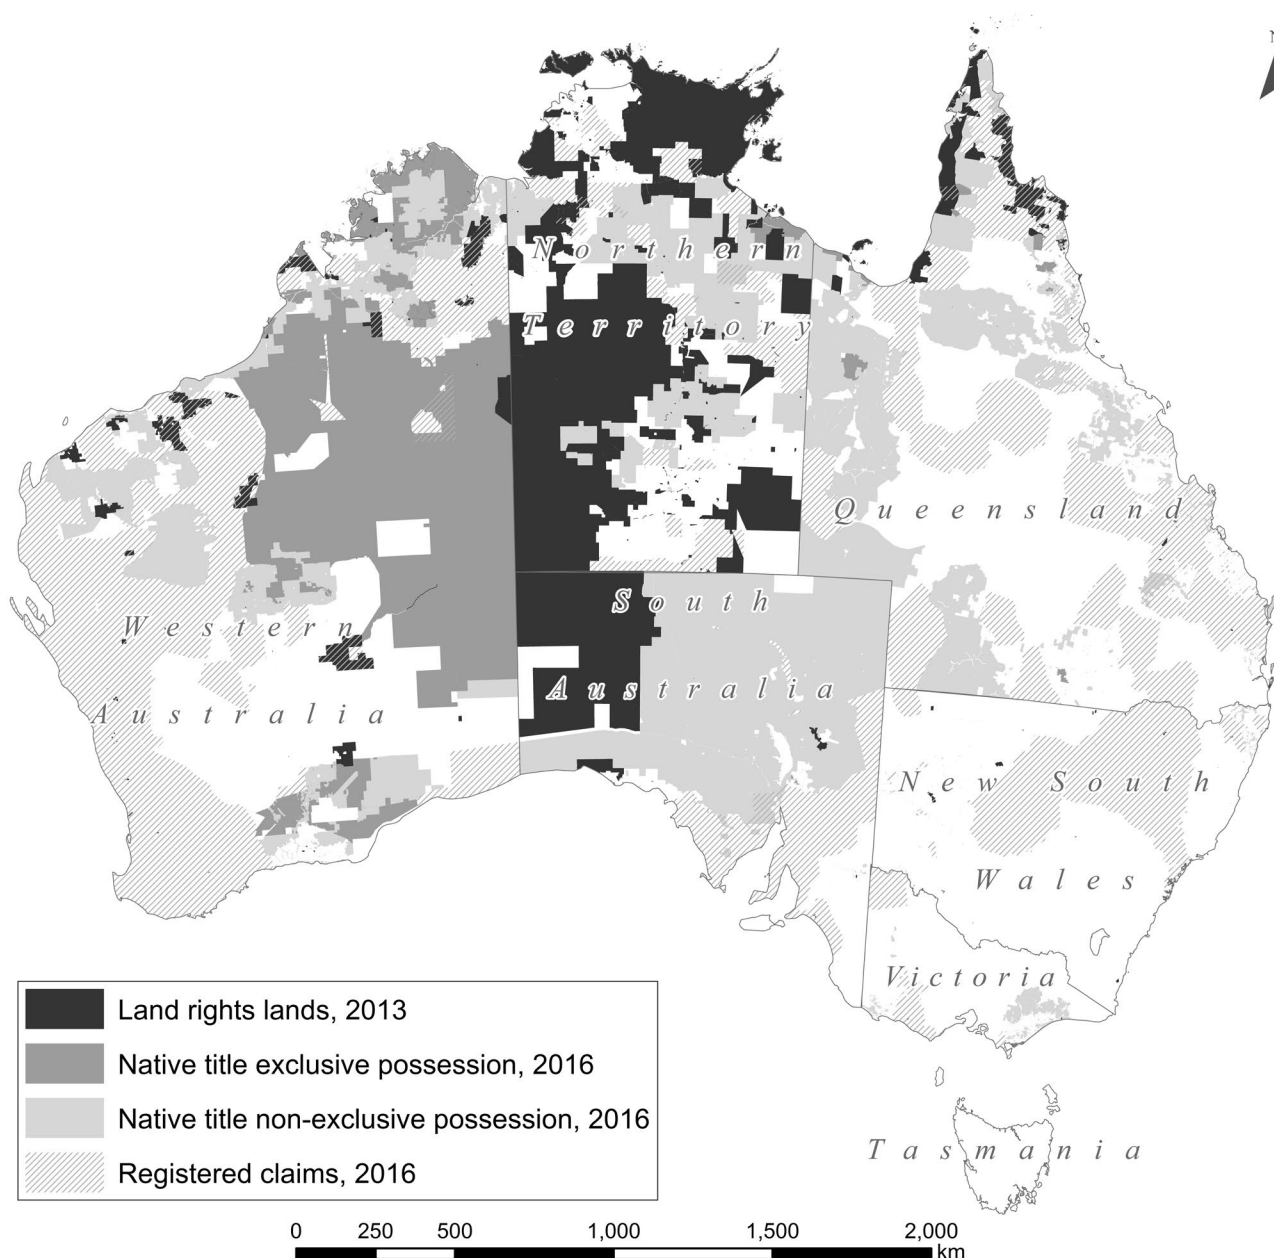 N
Northern
Territory
Queensland
South
Western
Australia
Australia
New South
Wales
Victoria
Tasmania
Land rights lands, 2013
Native title exclusive possession, 2016
Native title non-exclusive possession, 2016
Registered claims, 2016
0 250 500 1,000 1,500 2,000
km